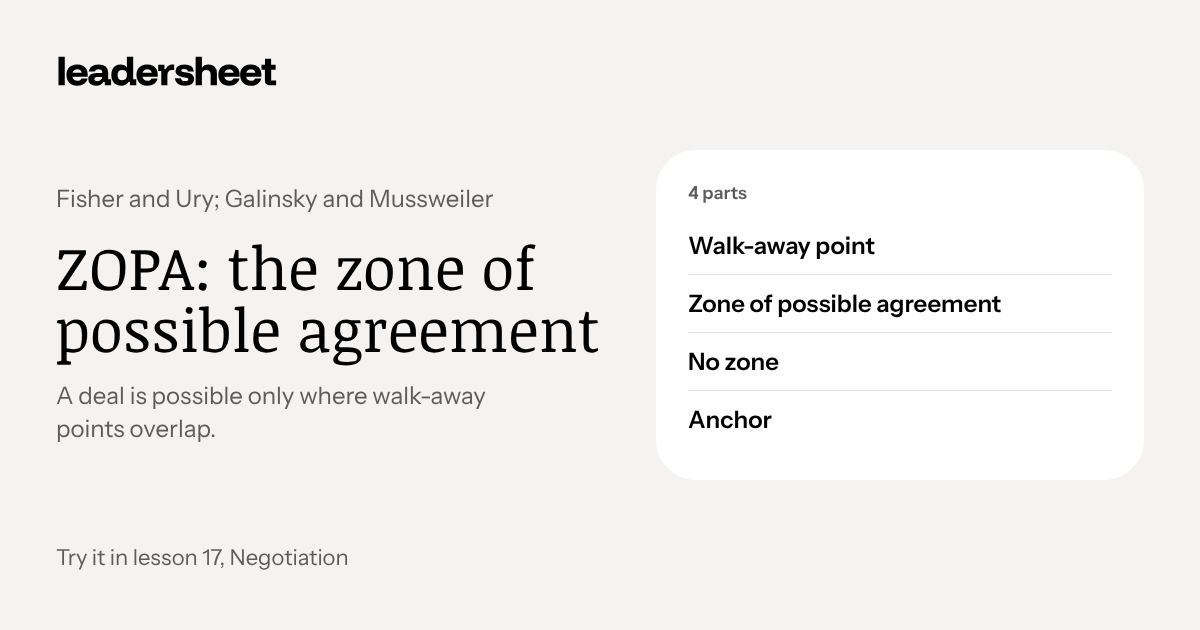 leadersheet
Fisher and Ury; Galinsky and Mussweiler
ZOPA: the zone of
possible agreement
A deal is possible only where walk-away
points overlap.
4 parts
Walk-away point
Zone of possible agreement
No zone
Anchor
Try it in lesson 17, Negotiation